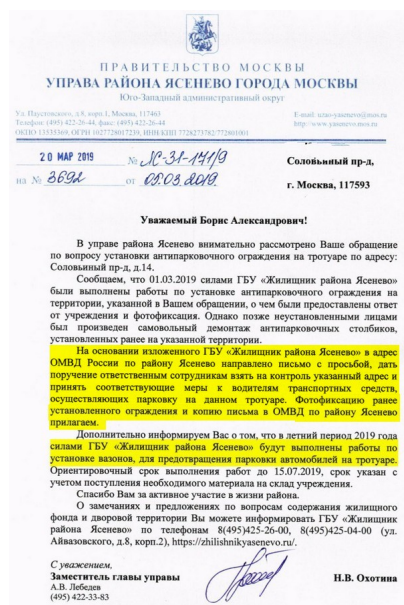 ПРАВИТЕЛЬСТВО МОСКВЫ
УПРАВА РАЙОНА ЯСЕНЕВО ГОРОДА МОСКВЫ
Юго-Западный административный округ
Ул. Паустовского, д.8, корп.1, Москва, 117463
E-mail: uzao-yasenevo@mos.ru
Телефон: (495) 422-26-44, факс: (495) 422-26-44
http://www.yasenevo.mos.ru
ОКПО 13535369, ОГРН 1027728017239, ИНН/КПП 7728273782/772801001
20 МАР 2019 № ЛС-31-171/9
на № 3692 от 05.03.2019
Соловьиный пр-д,
г. Москва, 117593
Уважаемый Борис Александрович!
В управе района Ясенево внимательно рассмотрено Ваше обращение
по вопросу установки антипарковочного ограждения на тротуаре по адресу:
Соловьиный пр-д, д.14.
Сообщаем, что 01.03.2019 силами ГБУ «Жилищник района Ясенево»
были выполнены работы по установке антипарковочного ограждения на
территории, указанной в Вашем обращении, о чем были предоставлены ответ
от учреждения и фотофиксация. Однако позже неустановленными лицами
был произведен самовольный демонтаж антипарковочных столбиков,
установленных ранее на указанной территории.
На основании изложенного ГБУ «Жилищник района Ясенево» в адрес
ОМВД России по району Ясенево направлено письмо с просьбой, дать
поручение ответственным сотрудникам взять на контроль указанный адрес и
принять соответствующие меры к водителям транспортных средств,
осуществляющих парковку на данном тротуаре. Фотофиксацию ранее
установленного ограждения и копию письма в ОМВД по району Ясенево
прилагаем.
Дополнительно информируем Вас о том, что в летний период 2019 года
силами ГБУ «Жилищник района Ясенево» будут выполнены работы по
установке вазонов, для предотвращения парковки автомобилей на тротуаре.
Ориентировочный срок выполнения работ до 15.07.2019, срок указан с
учетом поступления необходимого материала на склад учреждения.
Спасибо Вам за активное участие в жизни района.
О замечаниях и предложениях по вопросам содержания жилищного
фонда и дворовой территории Вы можете информировать ГБУ «Жилищник
района Ясенево» по телефонам 8(495)425-26-00, 8(495)425-04-00 (ул.
Айвазовского, д.8, корп.2), https://zhilishnikyasenevo.ru/.
С уважением,
Заместитель главы управы
Н.В. Охотина
А.В. Лебедев
(495) 422-33-83